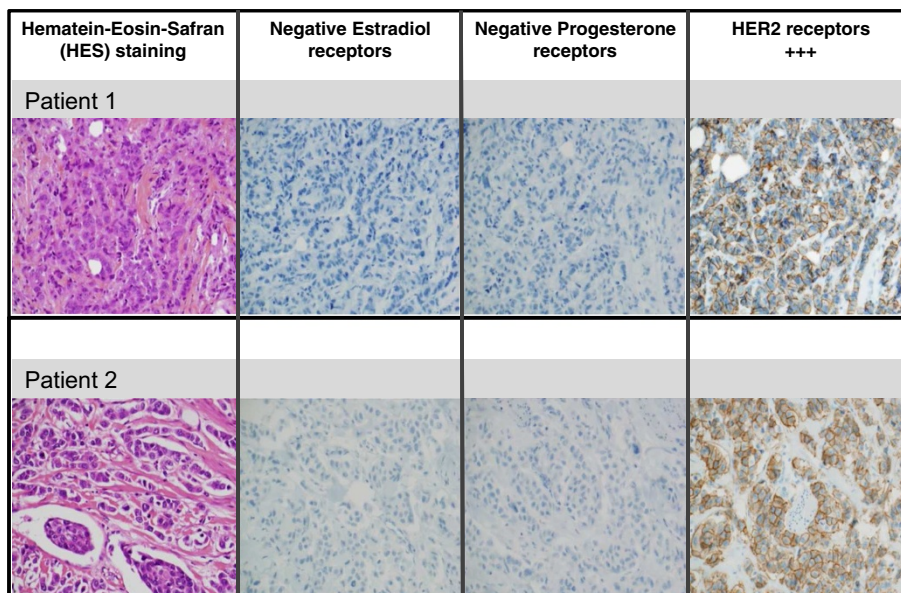 Hematein-Eosin-Safran
(HES) staining
Negative Estradiol
receptors
Negative Progesterone
receptors
HER2 receptors
+++
Patient 1
Patient 2